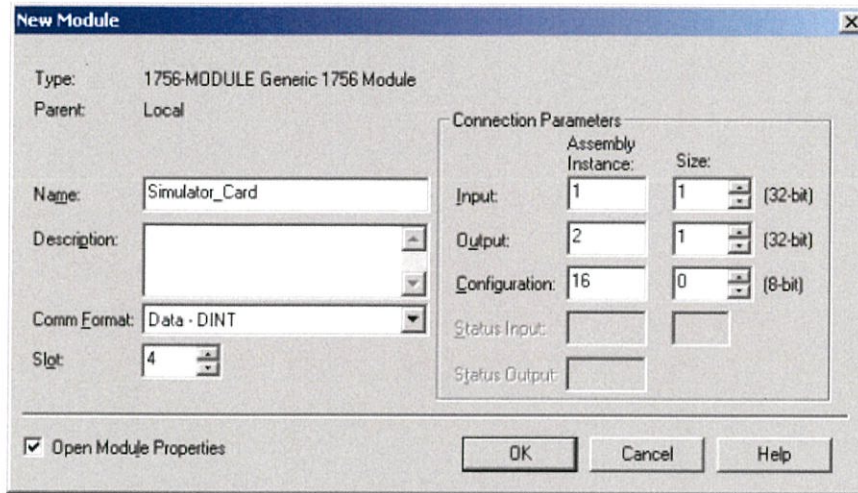 New Module
Type: 1756-MODULE Generic 1756 Module
Parent: Local
Name: Simulator_Card
Description:
Comm Format: Data - DINT
Slot: 4
Connection Parameters
Assembly Instance: Size:
Input: 1 1 (32-bit)
Output: 2 1 (32-bit)
Configuration: 16 0 (8-bit)
Status Input:
Status Output:
Open Module Properties
OK Cancel Help